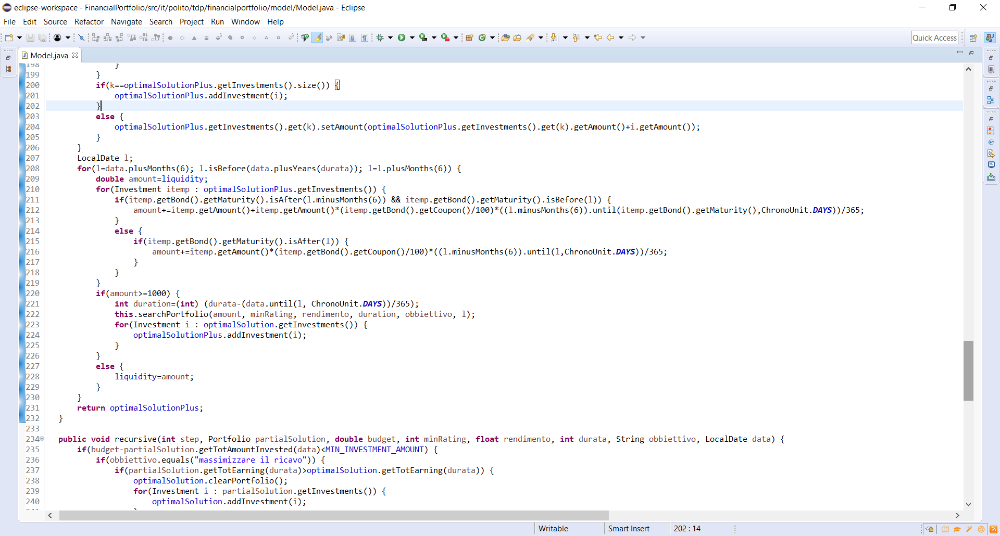 eclipse-workspace - FinancialPortfolio/src/it/polito/tdp/financialportfolio/model/Model.java - Eclipse
File Edit Source Refactor Navigate Search Project Run Window Help
Quick Access
Model.java
198 }
199 }
200 if(k==optimalSolutionPlus.getInvestments().size()) {
201 optimalSolutionPlus.addInvestment(i);
202 }
203 else {
204 optimalSolutionPlus.getInvestments().get(k).setAmount(optimalSolutionPlus.getInvestments().get(k).getAmount()+i.getAmount());
205 }
206 }
207 LocalDate l;
208 for(l=data.plusMonths(6); l.isBefore(data.plusYears(durata)); l=l.plusMonths(6)) {
209 double amount=liquidity;
210 for(Investment itemp : optimalSolutionPlus.getInvestments()) {
211 if(itemp.getBond().getMaturity().isAfter(l.minusMonths(6)) && itemp.getBond().getMaturity().isBefore(l)) {
212 amount+=itemp.getAmount()+itemp.getAmount()*(itemp.getBond().getCoupon()/100)*((l.minusMonths(6)).until(itemp.getBond().getMaturity(),ChronoUnit.DAYS))/365;
213 }
214 else {
215 if(itemp.getBond().getMaturity().isAfter(l)) {
216 amount+=itemp.getAmount()*(itemp.getBond().getCoupon()/100)*((l.minusMonths(6)).until(l,ChronoUnit.DAYS))/365;
217 }
218 }
219 }
220 if(amount>=1000) {
221 int duration=(int) (durata-(data.until(l, ChronoUnit.DAYS))/365);
222 this.searchPortfolio(amount, minRating, rendimento, duration, obbiettivo, l);
223 for(Investment i : optimalSolution.getInvestments()) {
224 optimalSolutionPlus.addInvestment(i);
225 }
226 }
227 else {
228 liquidity=amount;
229 }
230 }
231 return optimalSolutionPlus;
232 }
233
234 public void recursive(int step, Portfolio partialSolution, double budget, int minRating, float rendimento, int durata, String obbiettivo, LocalDate data) {
235 if(budget-partialSolution.getTotAmountInvested(data)<MIN_INVESTMENT_AMOUNT) {
236 if(obbiettivo.equals("massimizzare il ricavo")) {
237 if(partialSolution.getTotEarning(durata)>optimalSolution.getTotEarning(durata)) {
238 optimalSolution.clearPortfolio();
239 for(Investment i : partialSolution.getInvestments()) {
240 optimalSolution.addInvestment(i);
Writable Smart Insert 202 : 14